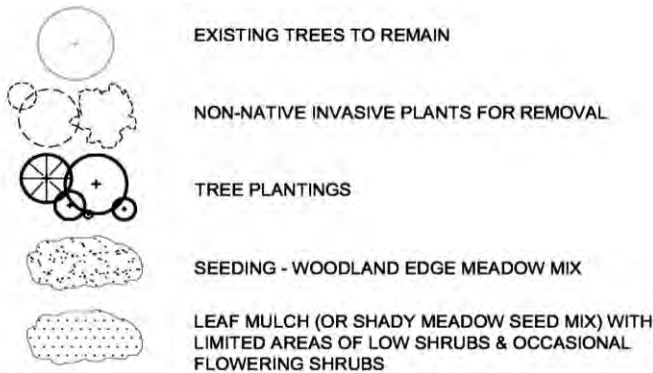 EXISTING TREES TO REMAIN
NON-NATIVE INVASIVE PLANTS FOR REMOVAL
TREE PLANTINGS
SEEDING - WOODLAND EDGE MEADOW MIX
LEAF MULCH (OR SHADY MEADOW SEED MIX) WITH
LIMITED AREAS OF LOW SHRUBS & OCCASIONAL
FLOWERING SHRUBS